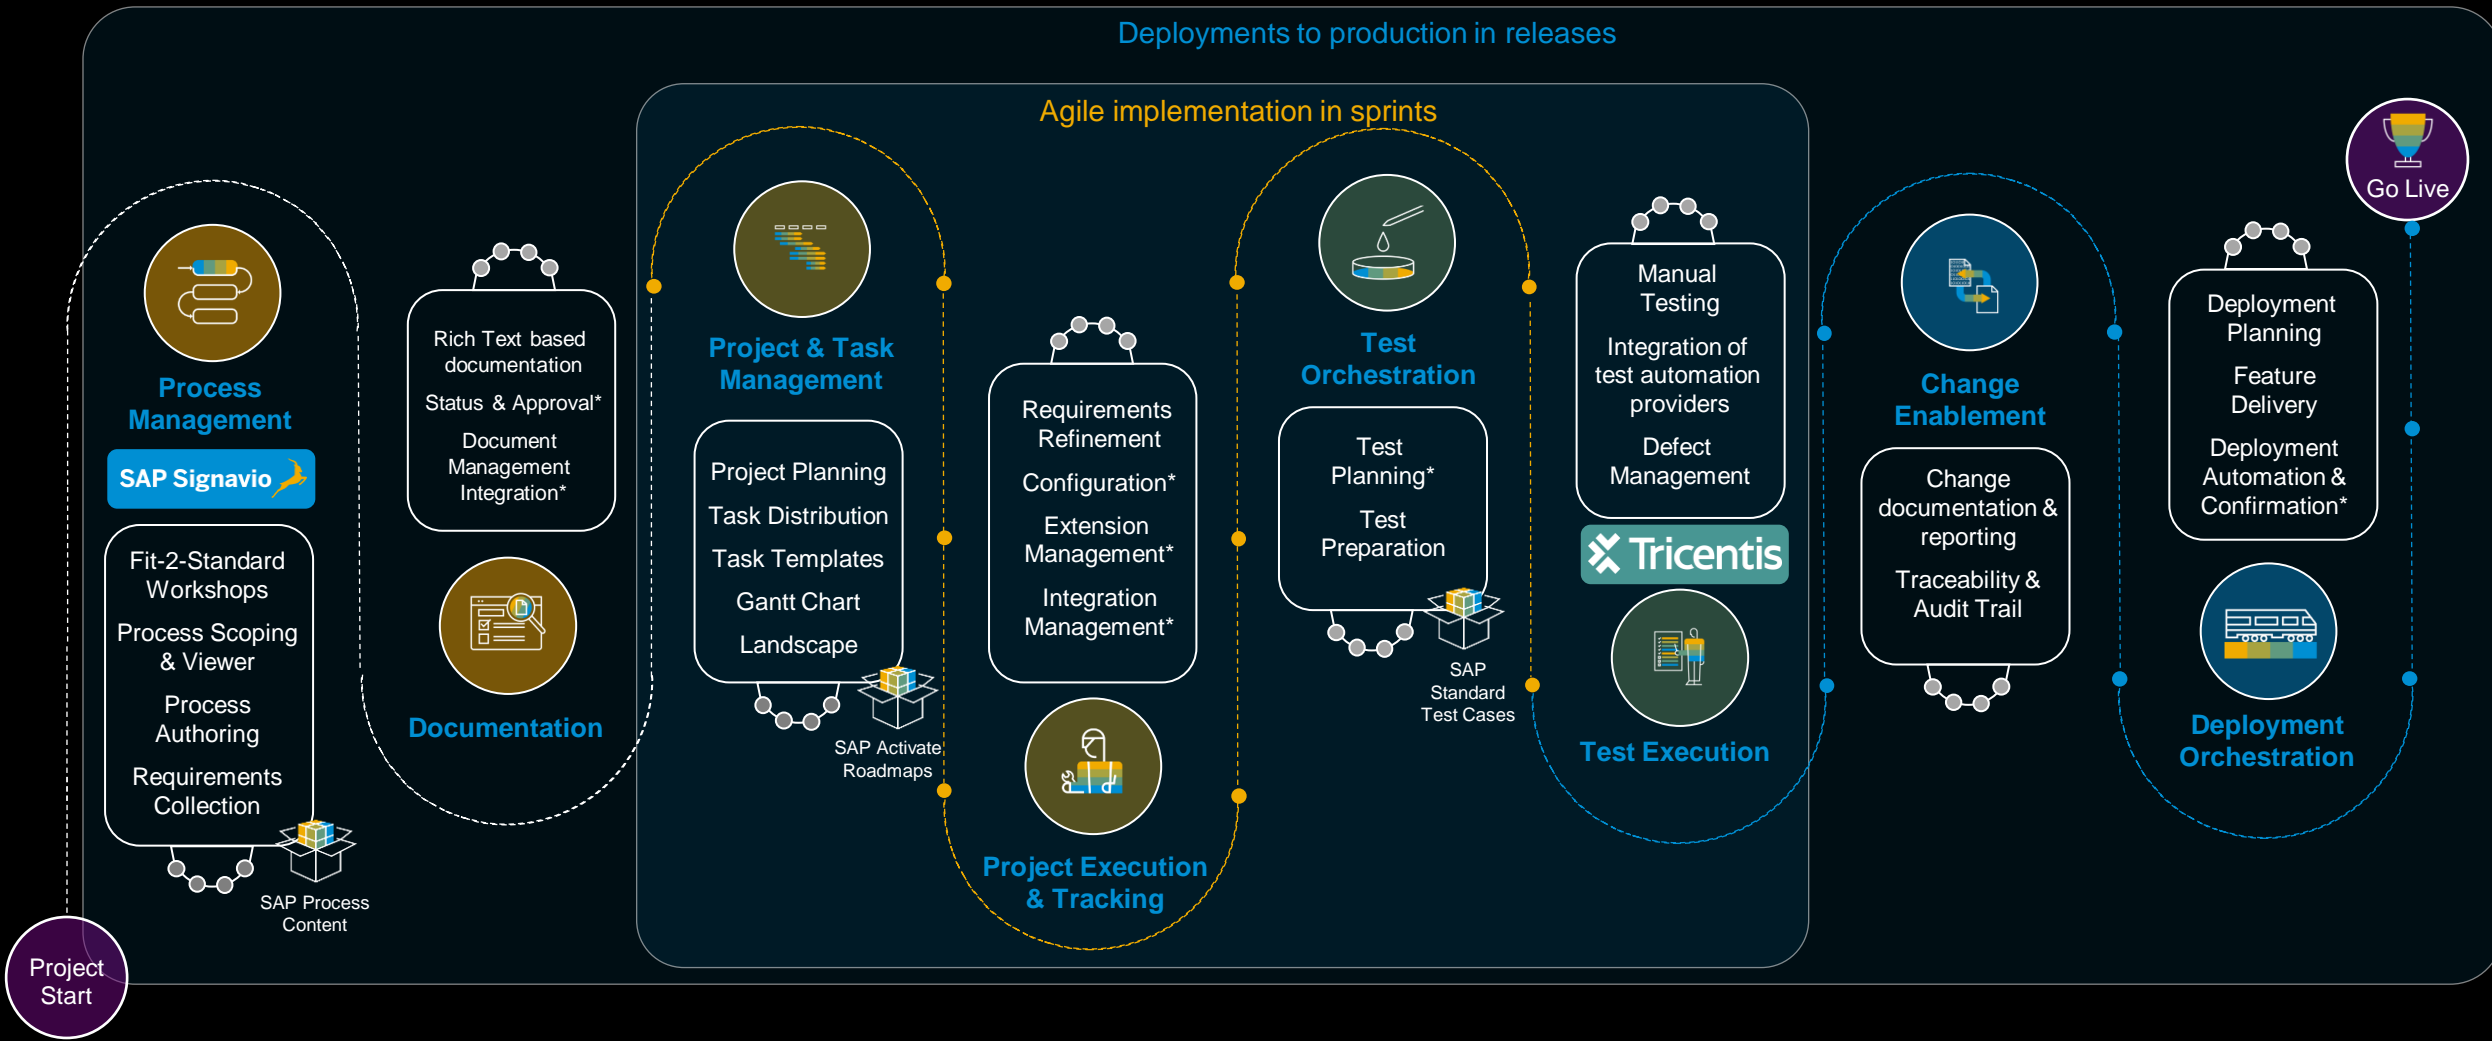 Deployments to production in releases
Agile implementation in sprints
Project
Start
Process
Management
SAP Signavio
Fit-2-Standard
Workshops
Process Scoping
& Viewer
Process
Authoring
Requirements
Collection
SAP Process
Content
Rich Text based
documentation
Status & Approval*
Document
Management
Integration*
Documentation
Project & Task
Management
Project Planning
Task Distribution
Task Templates
Gantt Chart
Landscape
SAP Activate
Roadmaps
Requirements
Refinement
Configuration*
Extension
Management*
Integration
Management*
Project Execution
& Tracking
Test
Orchestration
Test
Planning*
Test
Preparation
SAP
Standard
Test Cases
Manual
Testing
Integration of
test automation
providers
Defect
Management
Tricentis
Test Execution
Change
Enablement
Change
documentation &
reporting
Traceability &
Audit Trail
Deployment
Planning
Feature
Delivery
Deployment
Automation &
Confirmation*
Deployment
Orchestration
Go Live